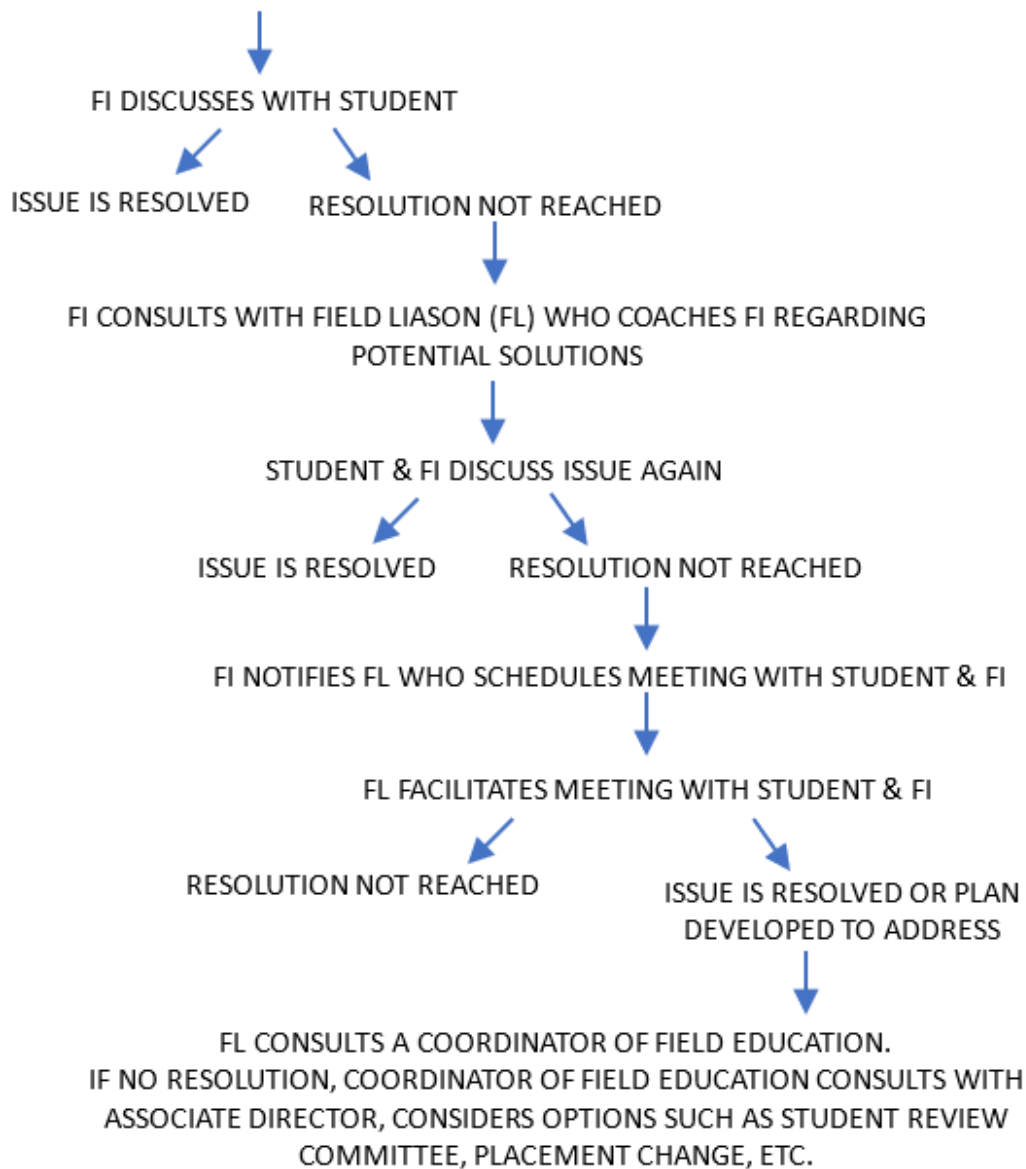 FI DISCUSSES WITH STUDENT
ISSUE IS RESOLVED
RESOLUTION NOT REACHED
FI CONSULTS WITH FIELD LIASON (FL) WHO COACHES FI REGARDING
POTENTIAL SOLUTIONS
STUDENT & FI DISCUSS ISSUE AGAIN
ISSUE IS RESOLVED
RESOLUTION NOT REACHED
FI NOTIFIES FL WHO SCHEDULES MEETING WITH STUDENT & FI
FL FACILITATES MEETING WITH STUDENT & FI
RESOLUTION NOT REACHED
ISSUE IS RESOLVED OR PLAN
DEVELOPED TO ADDRESS
FL CONSULTS A COORDINATOR OF FIELD EDUCATION.
IF NO RESOLUTION, COORDINATOR OF FIELD EDUCATION CONSULTS WITH
ASSOCIATE DIRECTOR, CONSIDERS OPTIONS SUCH AS STUDENT REVIEW
COMMITTEE, PLACEMENT CHANGE, ETC.